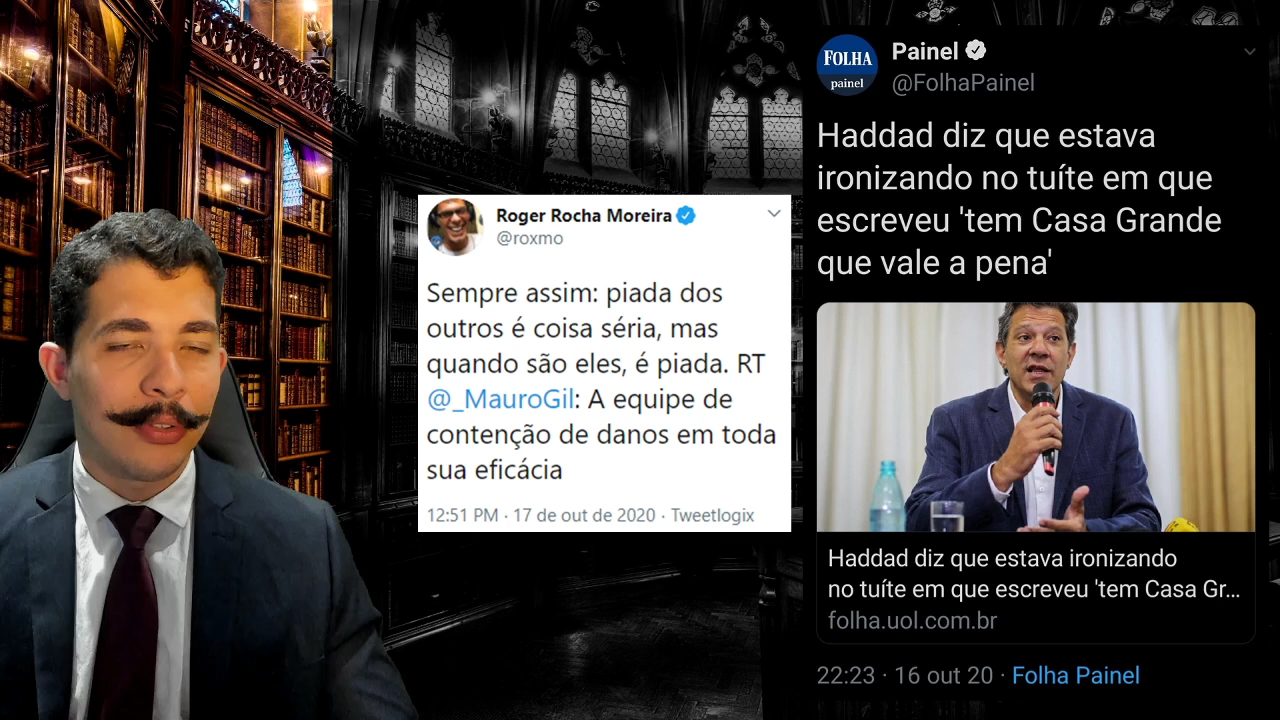 Roger Rocha Moreira
@roxmo
Sempre assim: piada dos
outros é coisa séria, mas
quando são eles, é piada. RT
@_MauroGil: A equipe de
contenção de danos em toda
sua eficácia
12:51 PM · 17 de out de 2020 · Tweetlogix
FOLHA
painel
Painel
@FolhaPainel
Haddad diz que estava
ironizando no tuíte em que
escreveu 'tem Casa Grande
que vale a pena'
Haddad diz que estava ironizando
no tuíte em que escreveu 'tem Casa Gr...
folha.uol.com.br
22:23 · 16 out 20 · Folha Painel